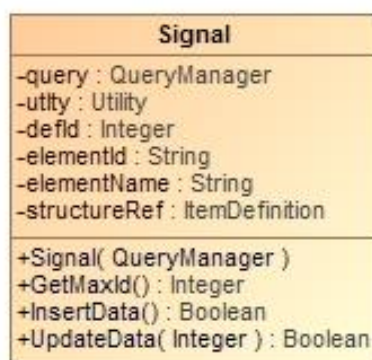 Signal
-query : QueryManager
-utlty : Utility
-defId : Integer
-elementId : String
-elementName : String
-structureRef : ItemDefinition
+Signal( QueryManager )
+GetMaxId() : Integer
+InsertData() : Boolean
+UpdateData( Integer ) : Boolean